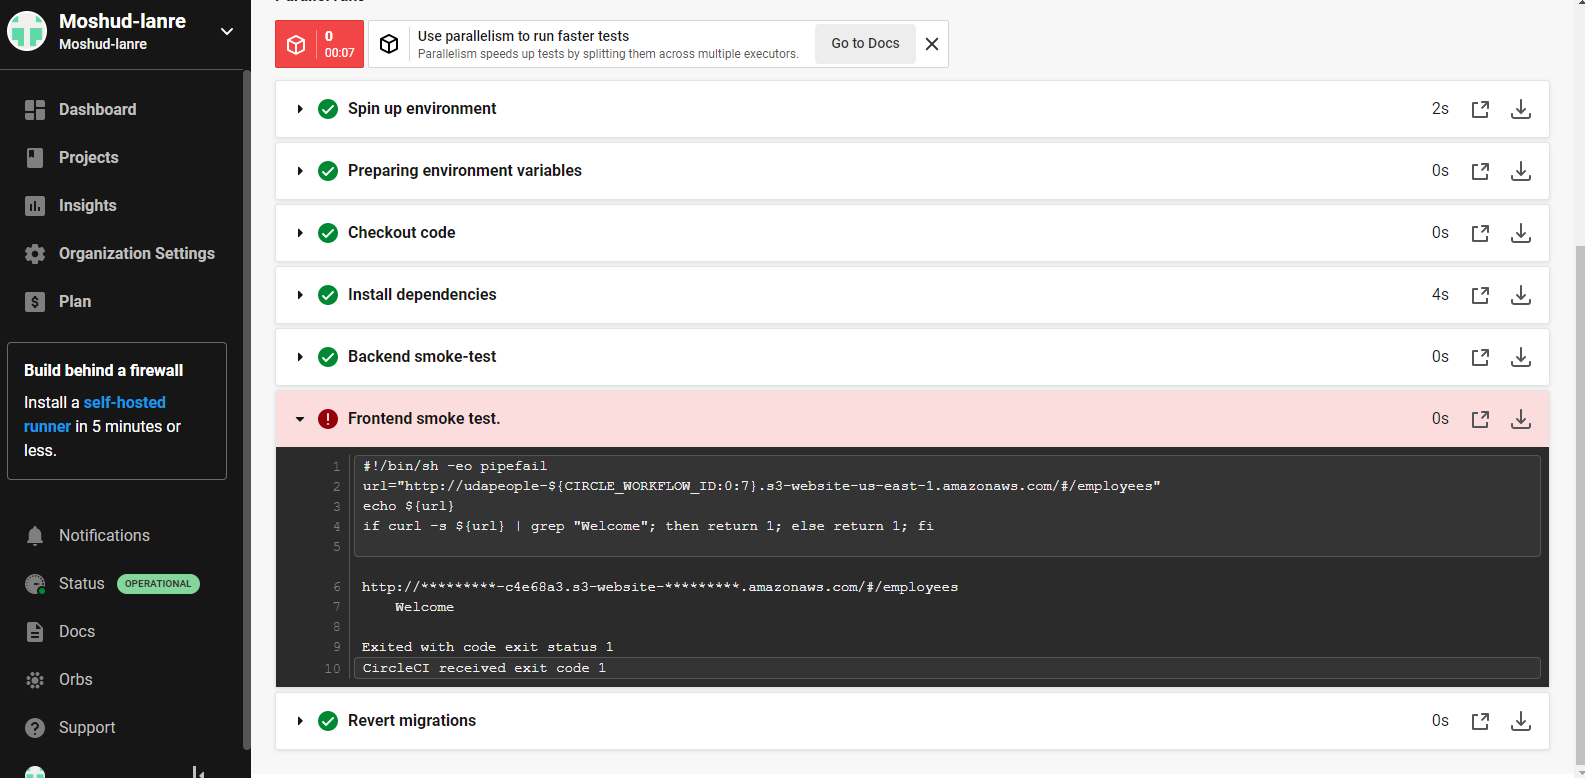 Moshud-lanre
Moshud-lanre
Dashboard
Projects
Insights
Organization Settings
Plan
Build behind a firewall
Install a self-hosted
runner in 5 minutes or
less.
Notifications
Status OPERATIONAL
Docs
Orbs
Support
0
00:07
Use parallelism to run faster tests
Parallelism speeds up tests by splitting them across multiple executors.
Go to Docs
Spin up environment 2s
Preparing environment variables 0s
Checkout code 0s
Install dependencies 4s
Backend smoke-test 0s
Frontend smoke test. 0s
1 #!/bin/sh -eo pipefail
2 url="http://udapeople-${CIRCLE_WORKFLOW_ID:0:7}.s3-website-us-east-1.amazonaws.com/#/employees"
3 echo ${url}
4 if curl -s ${url} | grep "Welcome"; then return 1; else return 1; fi
5
6 http://*********-c4e68a3.s3-website-*********.amazonaws.com/#/employees
7 Welcome
8
9 Exited with code exit status 1
10 CircleCI received exit code 1
Revert migrations 0s